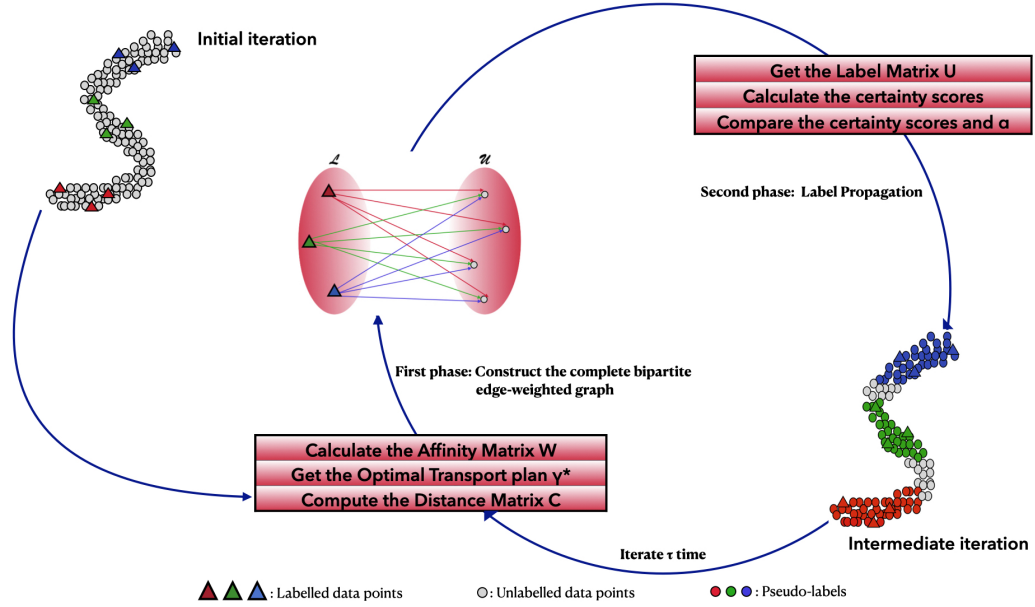 Initial iteration
Get the Label Matrix U
Calculate the certainty scores
Compare the certainty scores and α
ℒ
𝒰
Second phase: Label Propagation
First phase: Construct the complete bipartite
edge-weighted graph
Calculate the Affinity Matrix W
Get the Optimal Transport plan γ*
Compute the Distance Matrix C
Iterate τ time
Intermediate iteration
: Labelled data points
: Unlabelled data points
: Pseudo-labels